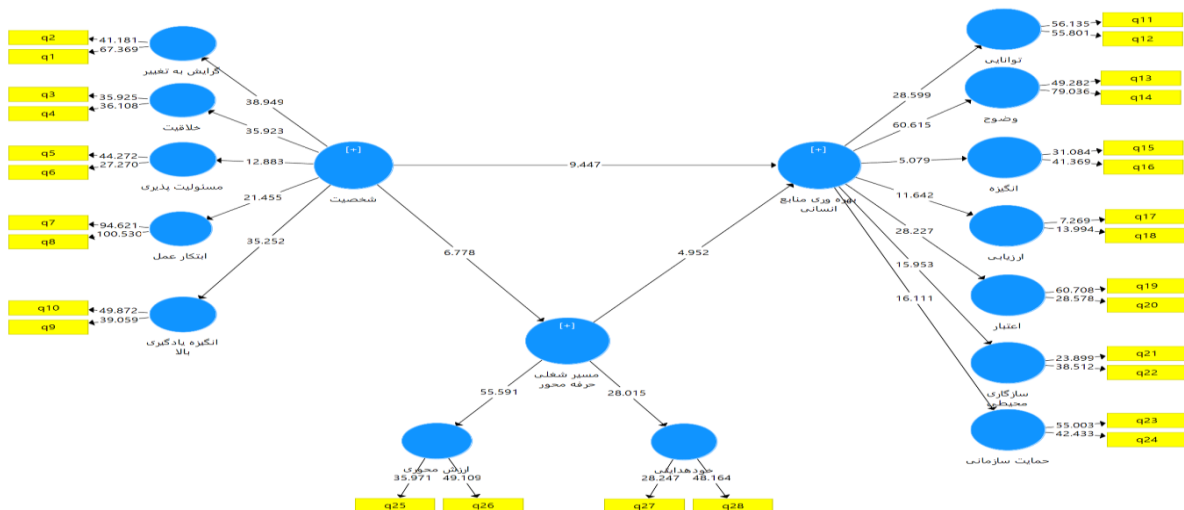 q2
41.181
67.369
q1
گرایش به تغییر
38.949
q3
35.925
36.108
q4
خلاقیت
35.923
q5
44.272
27.270
q6
مسئولیت پذیری
12.883
q7
94.621
100.530
q8
ابتکار عمل
21.455
q10
49.872
39.059
q9
انگیزه یادگیری
بالا
35.252
[+]
شخصیت
9.447
6.778
4.952
[+]
بهره وری منابع
انسانی
28.599
q11
56.135
55.801
q12
توانایی
60.615
q13
49.282
79.036
q14
وضوح
5.079
q15
31.084
41.369
q16
انگیزه
11.642
q17
7.269
13.994
q18
ارزیابی
28.227
q19
60.708
28.578
q20
اعتبار
15.953
q21
23.899
38.512
q22
سازگاری
محیطی
16.111
q23
55.003
42.433
q24
حمایت سازمانی
[+]
مسیر شغلی
حرفه محور
55.591
28.015
ارزش محوری
35.971
49.109
q25
q26
خودهدایتی
28.247
48.164
q27
q28